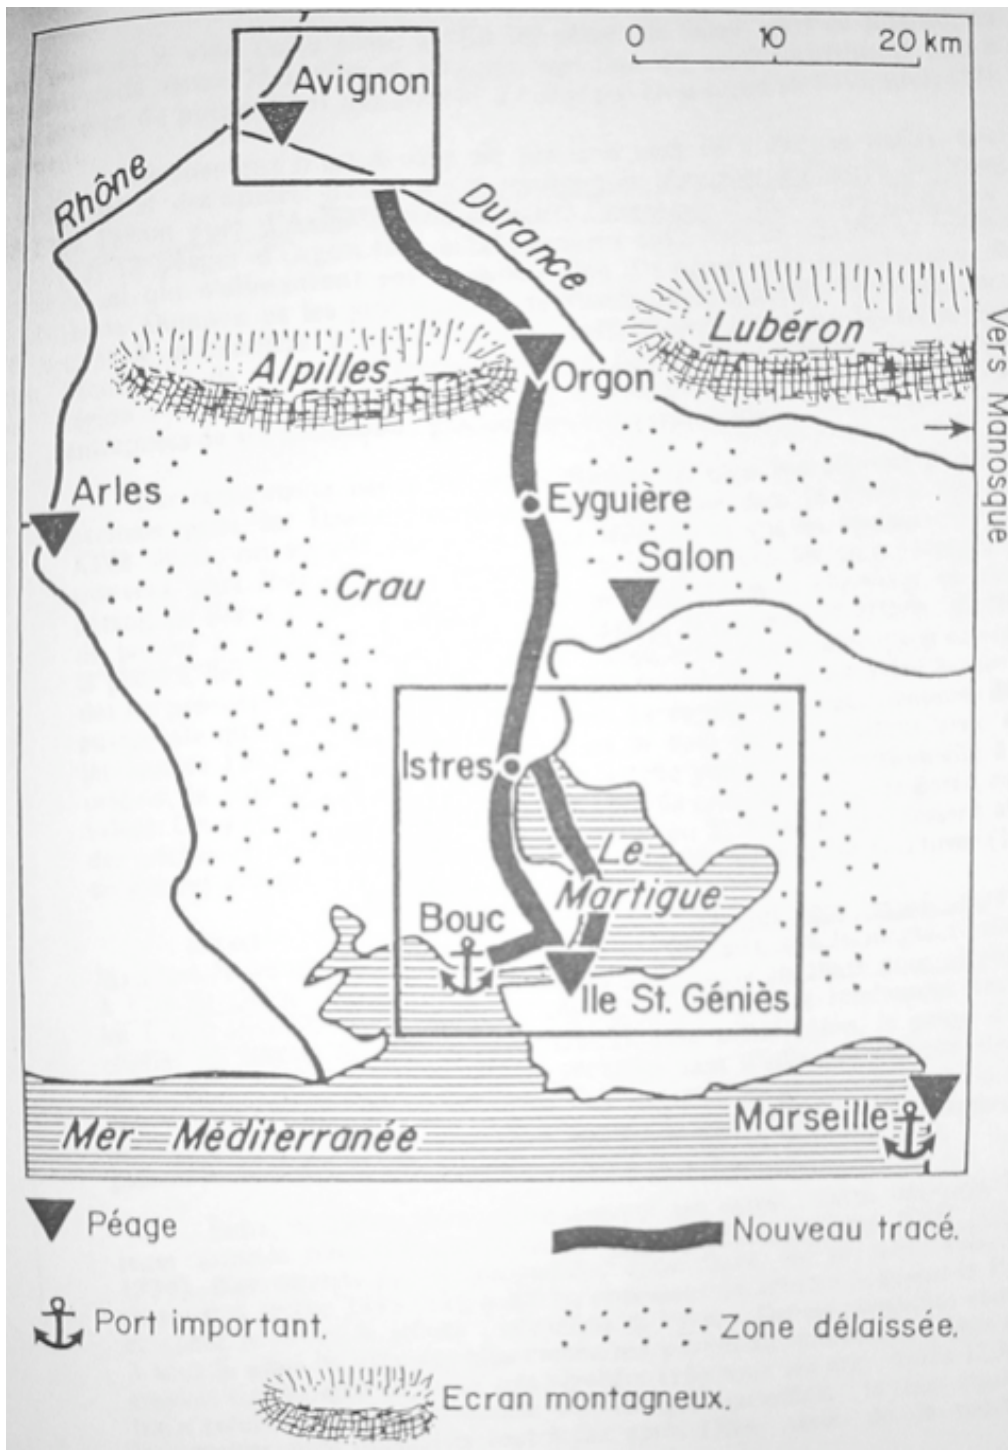 0 10 20 km
Avignon
Rhône
Durance
Lubéron
Alpilles
Orgon
Vers Manosque
Arles
Eyguière
Salon
Crau
Istres
Le
Martigue
Bouc
Ile St. Géniès
Marseille
Mer Méditerranée
Péage
Nouveau tracé.
Port important.
Zone délaissée.
Ecran montagneux.